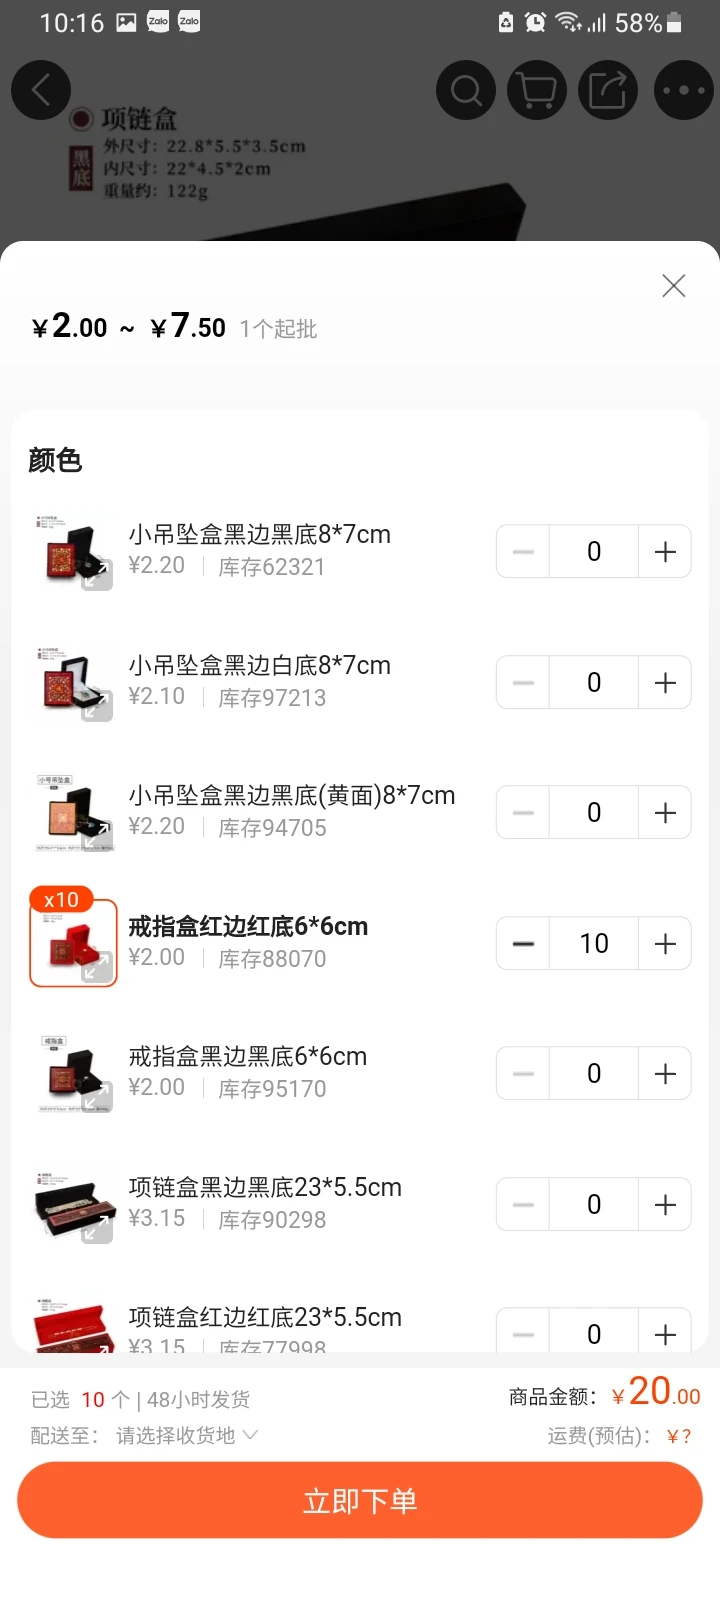 10:16 Zalo Zalo 58%
项链盒
黑底
外尺寸：22.8*5.5*3.5cm
内尺寸：22*4.5*2cm
重量约：122g
¥2.00 ~ ¥7.50 1个起批
颜色
小吊坠盒黑边黑底8*7cm
¥2.20 库存62321
0
小吊坠盒黑边白底8*7cm
¥2.10 库存97213
0
小号吊坠盒
小吊坠盒黑边黑底(黄面)8*7cm
¥2.20 库存94705
0
x10
戒指盒红边红底6*6cm
¥2.00 库存88070
10
戒指盒
戒指盒黑边黑底6*6cm
¥2.00 库存95170
0
项链盒黑边黑底23*5.5cm
¥3.15 库存90298
0
项链盒红边红底23*5.5cm
¥3.15 库存77998
0
已选 10 个 | 48小时发货
商品金额：¥20.00
配送至： 请选择收货地
运费(预估)： ¥?
立即下单